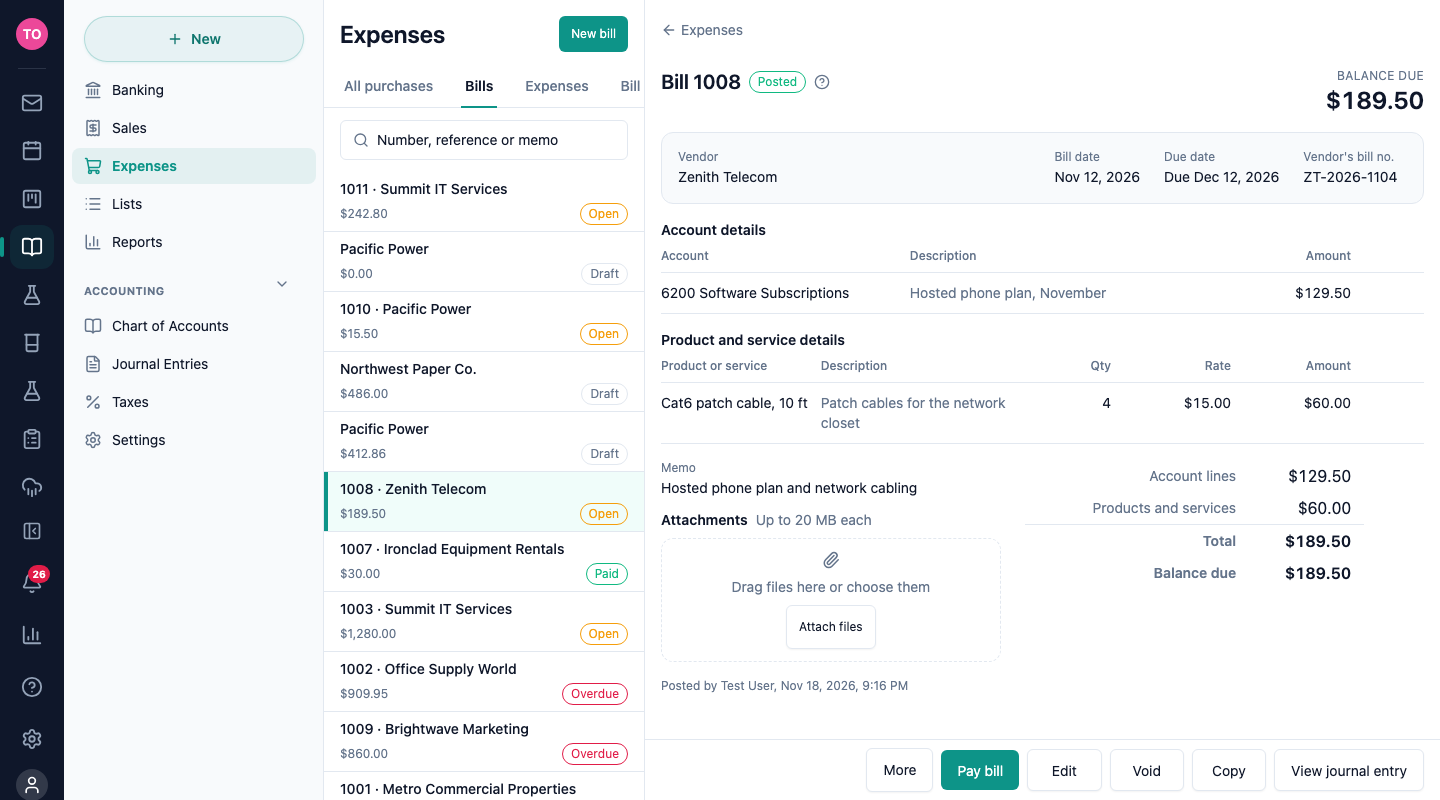 TO
26
New
Banking
Sales
Expenses
Lists
Reports
ACCOUNTING
Chart of Accounts
Journal Entries
Taxes
Settings
Expenses
New bill
All purchases Bills Expenses Bill
Number, reference or memo
1011 · Summit IT Services
$242.80 Open
Pacific Power
$0.00 Draft
1010 · Pacific Power
$15.50 Open
Northwest Paper Co.
$486.00 Draft
Pacific Power
$412.86 Draft
1008 · Zenith Telecom
$189.50 Open
1007 · Ironclad Equipment Rentals
$30.00 Paid
1003 · Summit IT Services
$1,280.00 Open
1002 · Office Supply World
$909.95 Overdue
1009 · Brightwave Marketing
$860.00 Overdue
1001 · Metro Commercial Properties
Expenses
Bill 1008 Posted
BALANCE DUE
$189.50
Vendor Bill date Due date Vendor's bill no.
Zenith Telecom Nov 12, 2026 Due Dec 12, 2026 ZT-2026-1104
Account details
Account Description Amount
6200 Software Subscriptions Hosted phone plan, November $129.50
Product and service details
Product or service Description Qty Rate Amount
Cat6 patch cable, 10 ft Patch cables for the network 4 $15.00 $60.00
closet
Memo
Hosted phone plan and network cabling
Attachments Up to 20 MB each
Drag files here or choose them
Attach files
Account lines $129.50
Products and services $60.00
Total $189.50
Balance due $189.50
Posted by Test User, Nov 18, 2026, 9:16 PM
More Pay bill Edit Void Copy View journal entry